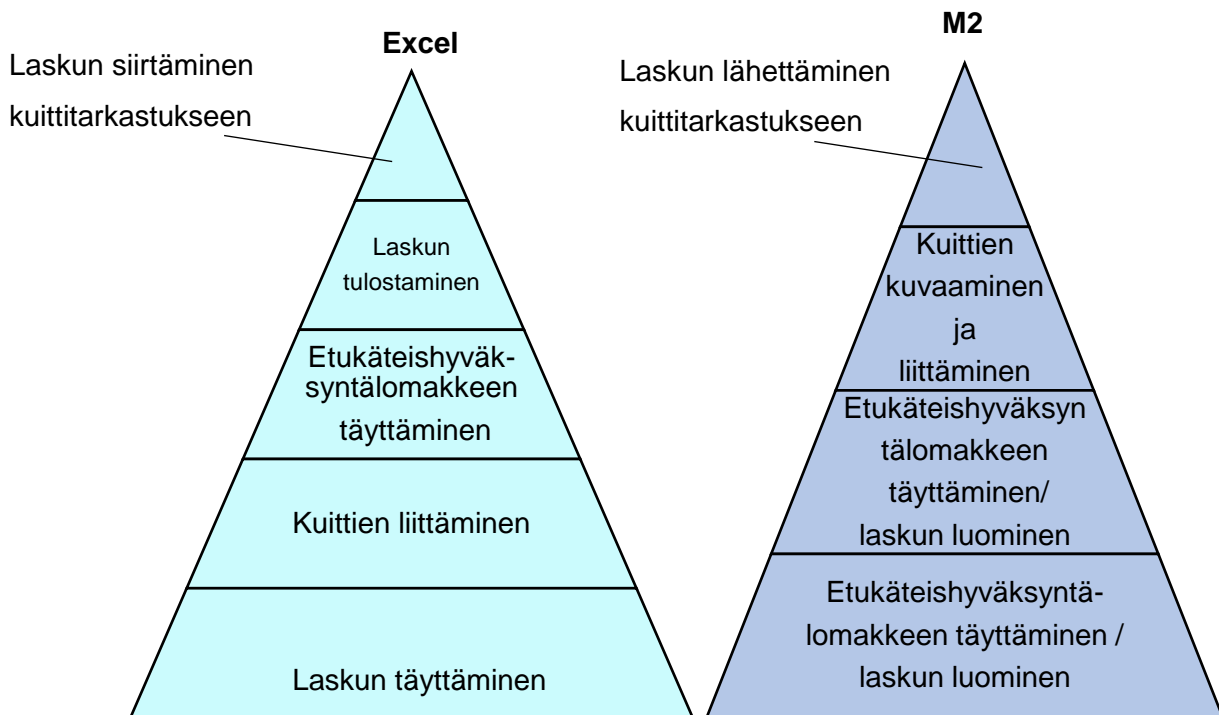 Excel
Laskun siirtäminen
kuittitarkastukseen
Laskun
tulostaminen
Etukäteishyväk-
syntälomakkeen
täyttäminen
Kuittien liittäminen
Laskun täyttäminen
M2
Laskun lähettäminen
kuittitarkastukseen
Kuittien
kuvaaminen
ja
liittäminen
Etukäteishyväksyn
tälomakkeen
täyttäminen/
laskun luominen
Etukäteishyväksyntä-
lomakkeen täyttäminen /
laskun luominen